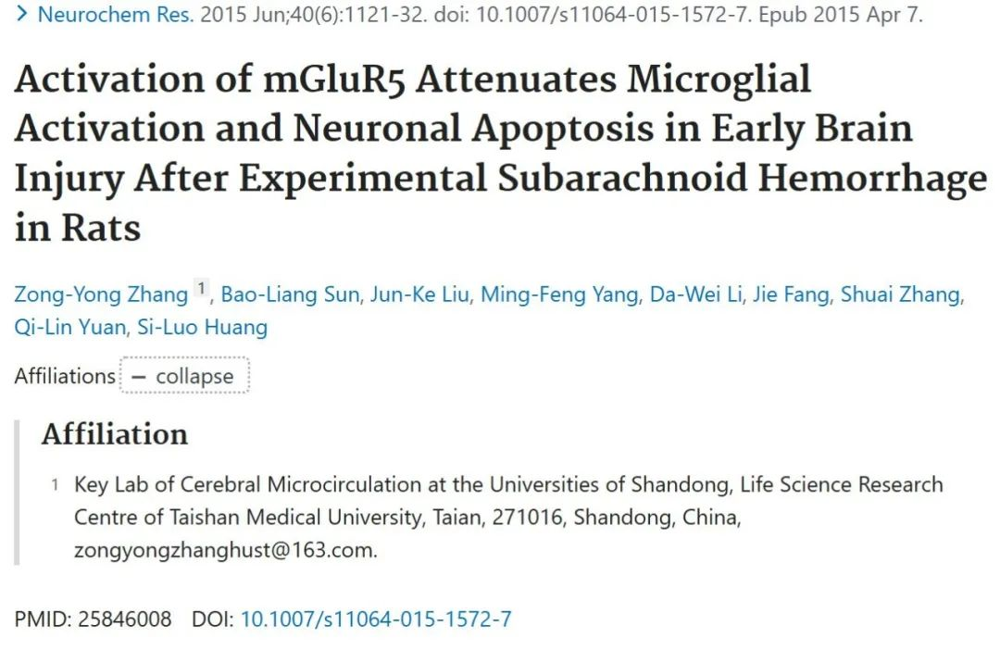 > Neurochem Res. 2015 Jun;40(6):1121-32. doi: 10.1007/s11064-015-1572-7. Epub 2015 Apr 7.
Activation of mGluR5 Attenuates Microglial
Activation and Neuronal Apoptosis in Early Brain
Injury After Experimental Subarachnoid Hemorrhage
in Rats
Zong-Yong Zhang 1, Bao-Liang Sun, Jun-Ke Liu, Ming-Feng Yang, Da-Wei Li, Jie Fang, Shuai Zhang,
Qi-Lin Yuan, Si-Luo Huang
Affiliations — collapse
Affiliation
1 Key Lab of Cerebral Microcirculation at the Universities of Shandong, Life Science Research
Centre of Taishan Medical University, Taian, 271016, Shandong, China,
zongyongzhanghust@163.com.
PMID: 25846008 DOI: 10.1007/s11064-015-1572-7